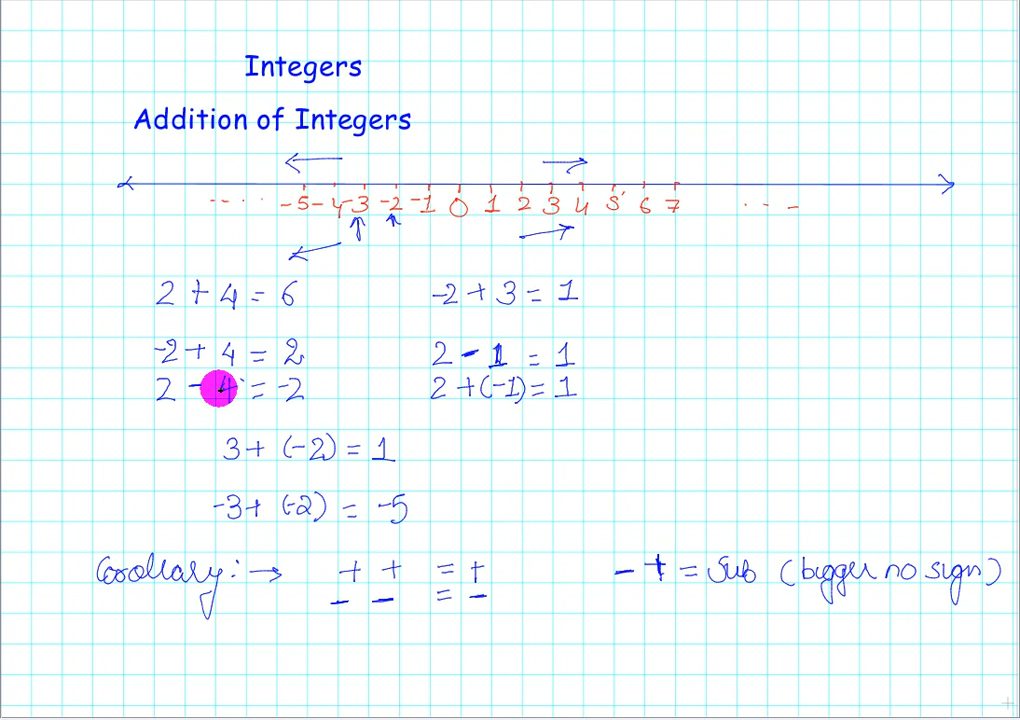 Integers
Addition of Integers
-- . . . -5 -4 -3 -2 -1 0 1 2 3 4 5 6 7 . . . --
2 + 4 = 6
-2 + 3 = 1
-2 + 4 = 2
2 - 1 = 1
2 - 4 = -2
2 + (-1) = 1
3 + (-2) = 1
-3 + (-2) = -5
Corollary : → + + = +
- + = Sub (bigger no sign)
- - = -